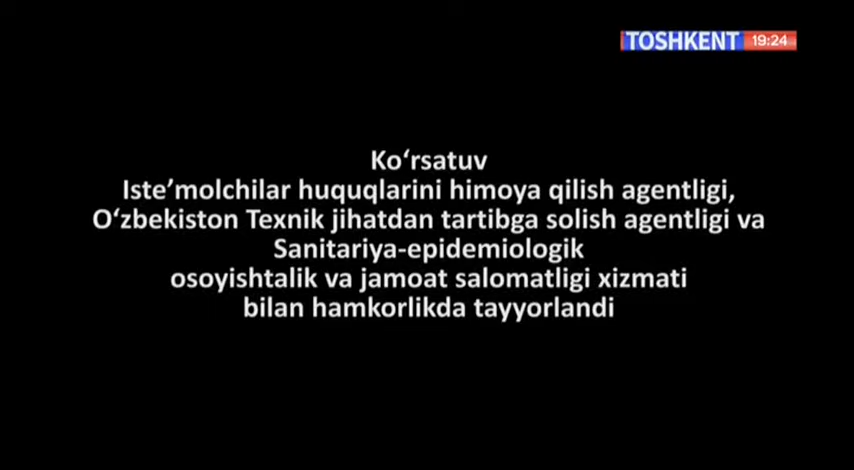 TOSHKENT 19:24
Ko‘rsatuv
Iste’molchilar huquqlarini himoya qilish agentligi,
O‘zbekiston Texnik jihatdan tartibga solish agentligi va
Sanitariya-epidemiologik
osoyishtalik va jamoat salomatligi xizmati
bilan hamkorlikda tayyorlandi